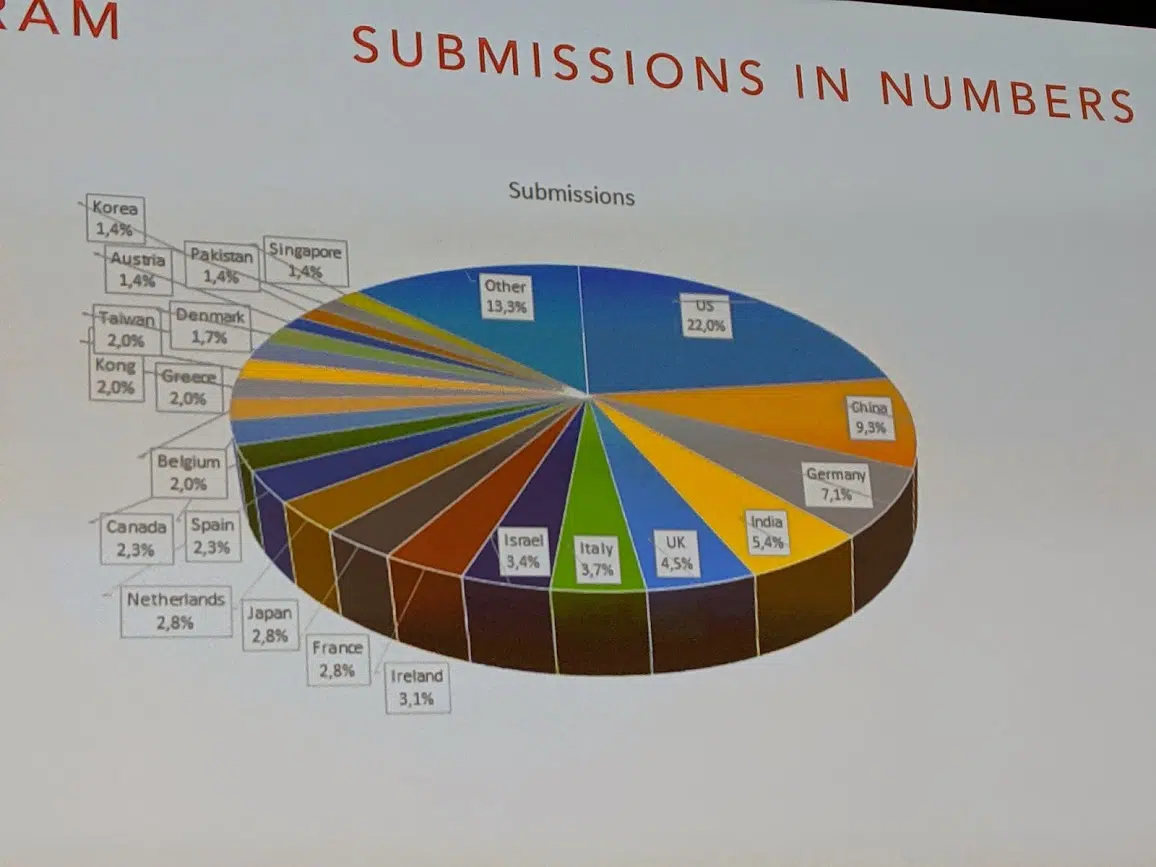 RAM
SUBMISSIONS IN NUMBERS
Submissions
Korea
1,4%
Austria
1,4%
Pakistan
1,4%
Singapore
1,4%
Other
13,3%
US
22,0%
Taiwan
2,0%
Denmark
1,7%
Kong
2,0%
Greece
2,0%
China
9,3%
Germany
7,1%
India
5,4%
UK
4,5%
Italy
3,7%
Israel
3,4%
Belgium
2,0%
Canada
2,3%
Spain
2,3%
Netherlands
2,8%
Japan
2,8%
France
2,8%
Ireland
3,1%